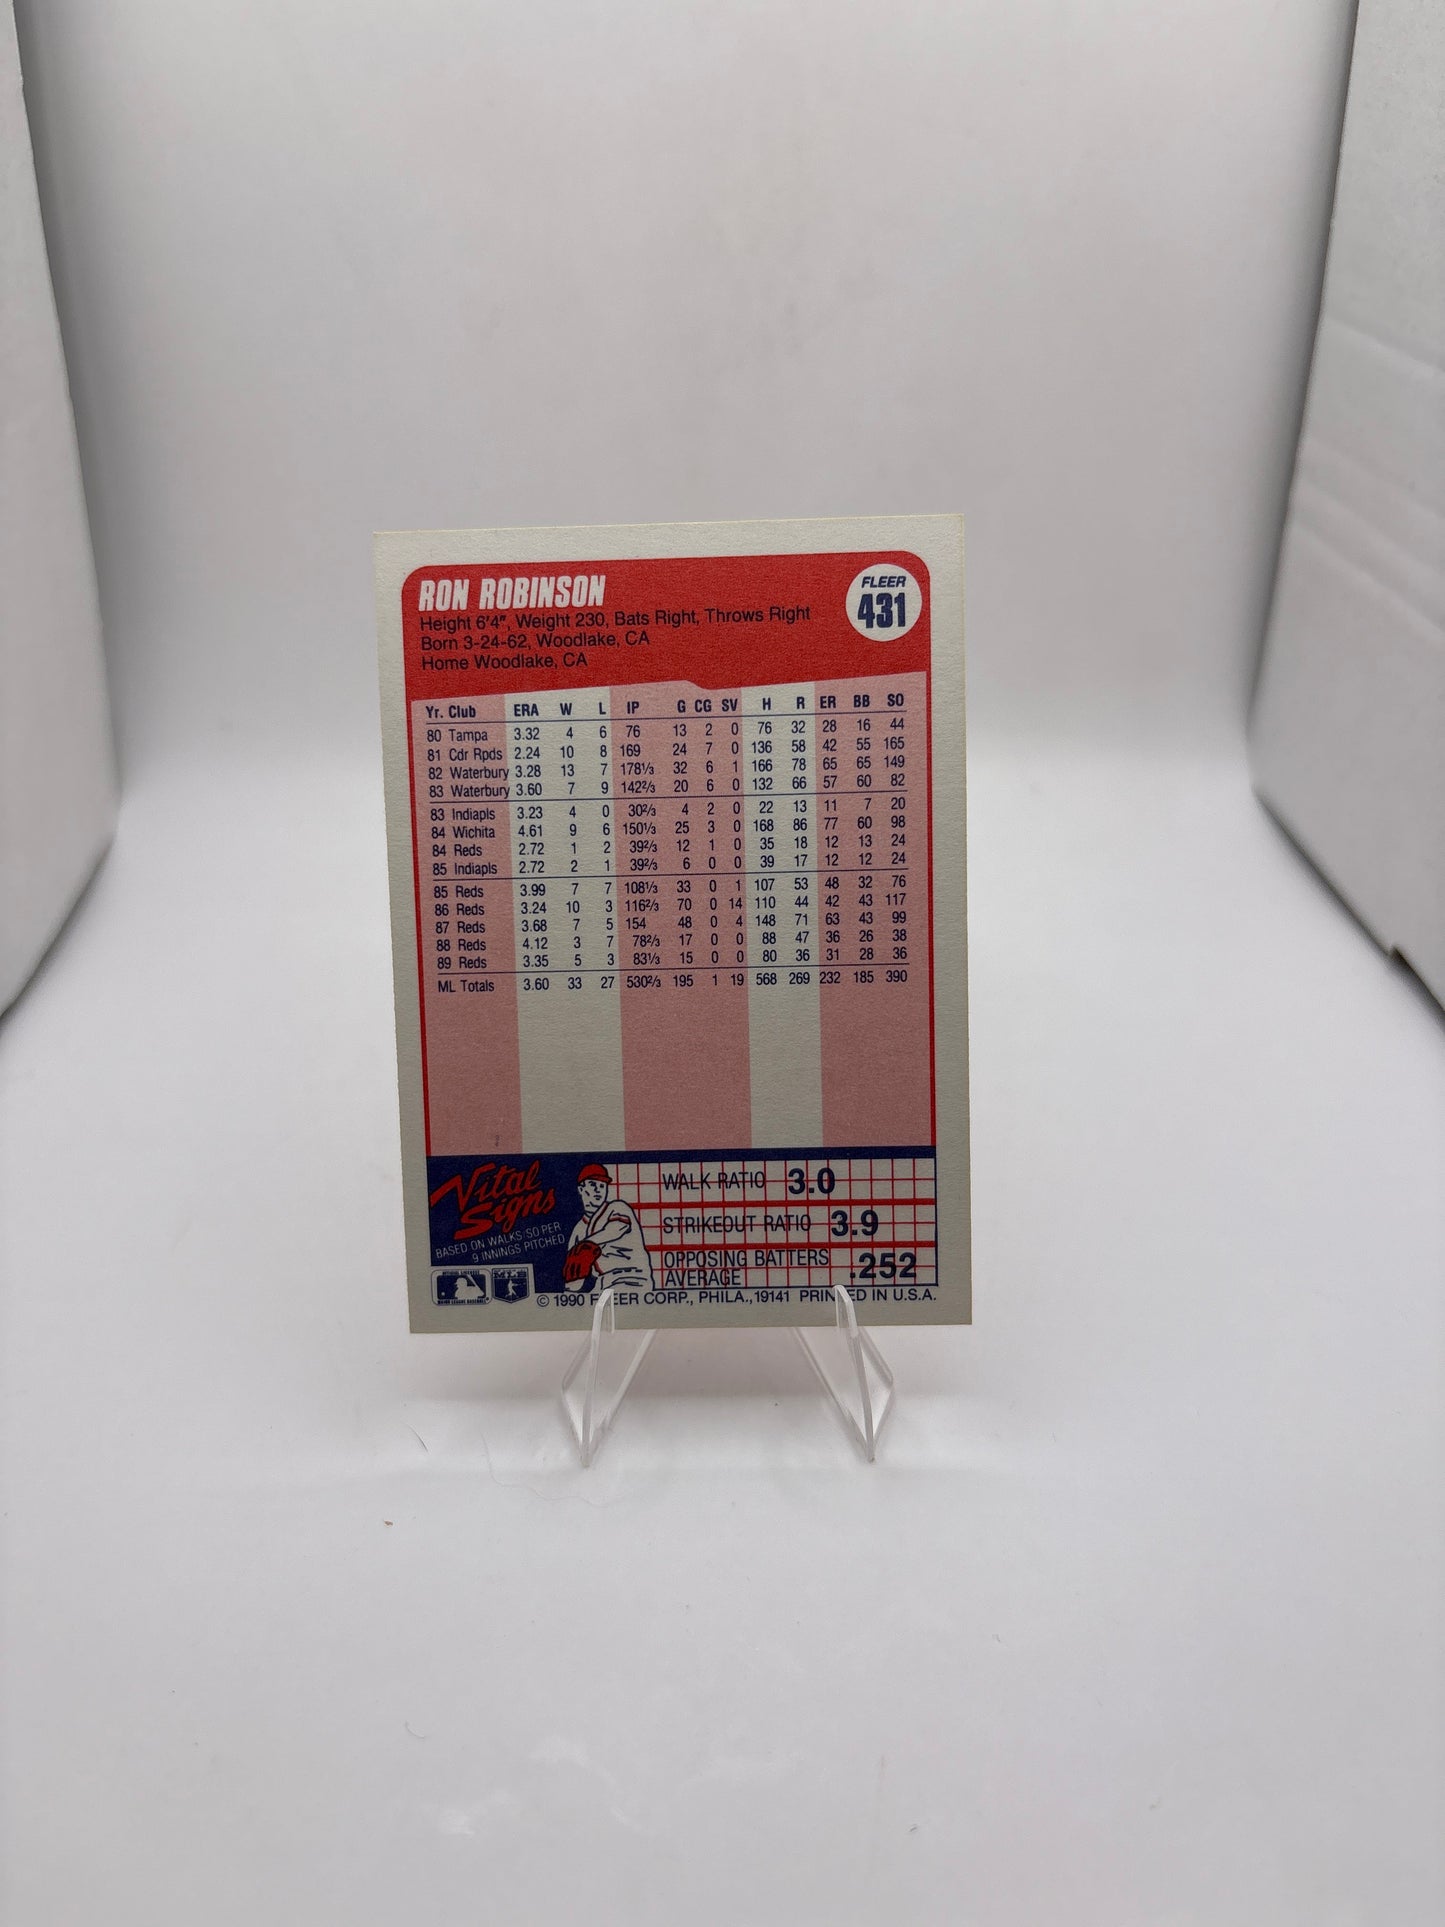 RON ROBINSON
FLEER
431
Height 6'4", Weight 230, Bats Right, Throws Right
Born 3-24-62, Woodlake, CA
Home Woodlake, CA
Yr. Club ERA W L IP G CG SV H R ER BB SO
80 Tampa 3.32 4 6 76 13 2 0 76 32 28 16 44
81 Cdr Rpds 2.24 10 8 169 24 7 0 136 58 42 55 165
82 Waterbury 3.28 13 7 178⅓ 32 6 1 166 78 65 65 149
83 Waterbury 3.60 7 9 142⅔ 20 6 0 132 66 57 60 82
83 Indiapls 3.23 4 0 30⅔ 4 2 0 22 13 11 7 20
84 Wichita 4.61 9 6 150⅓ 25 3 0 168 86 77 60 98
84 Reds 2.72 1 2 39⅔ 12 1 0 35 18 12 13 24
85 Indiapls 2.72 2 1 39⅔ 6 0 0 39 17 12 12 24
85 Reds 3.99 7 7 108⅓ 33 0 1 107 53 48 32 76
86 Reds 3.24 10 3 116⅔ 70 0 14 110 44 42 43 117
87 Reds 3.68 7 5 154 48 0 4 148 71 63 43 99
88 Reds 4.12 3 7 78⅔ 17 0 0 88 47 36 26 38
89 Reds 3.35 5 3 83⅓ 15 0 0 80 36 31 28 36
ML Totals 3.60 33 27 530⅔ 195 1 19 568 269 232 185 390
Vital
Signs
BASED ON WALKS/SO PER
9 INNINGS PITCHED
WALK RATIO 3.0
STRIKEOUT RATIO 3.9
OPPOSING BATTERS
AVERAGE .252
MLB
© 1990 FLEER CORP., PHILA., 19141 PRINTED IN U.S.A.